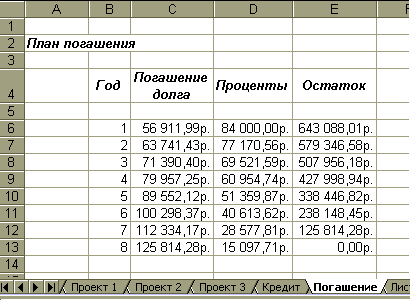 A B C D E
1
2 План погашения
3
4 Год Погашение долга Проценты Остаток
5
6 1 56 911,99р. 84 000,00р. 643 088,01р.
7 2 63 741,43р. 77 170,56р. 579 346,58р.
8 3 71 390,40р. 69 521,59р. 507 956,18р.
9 4 79 957,25р. 60 954,74р. 427 998,94р.
10 5 89 552,12р. 51 359,87р. 338 446,82р.
11 6 100 298,37р. 40 613,62р. 238 148,45р.
12 7 112 334,17р. 28 577,81р. 125 814,28р.
13 8 125 814,28р. 15 097,71р. 0,00р.
14
Проект 1 Проект 2 Проект 3 Кредит Погашение Лис